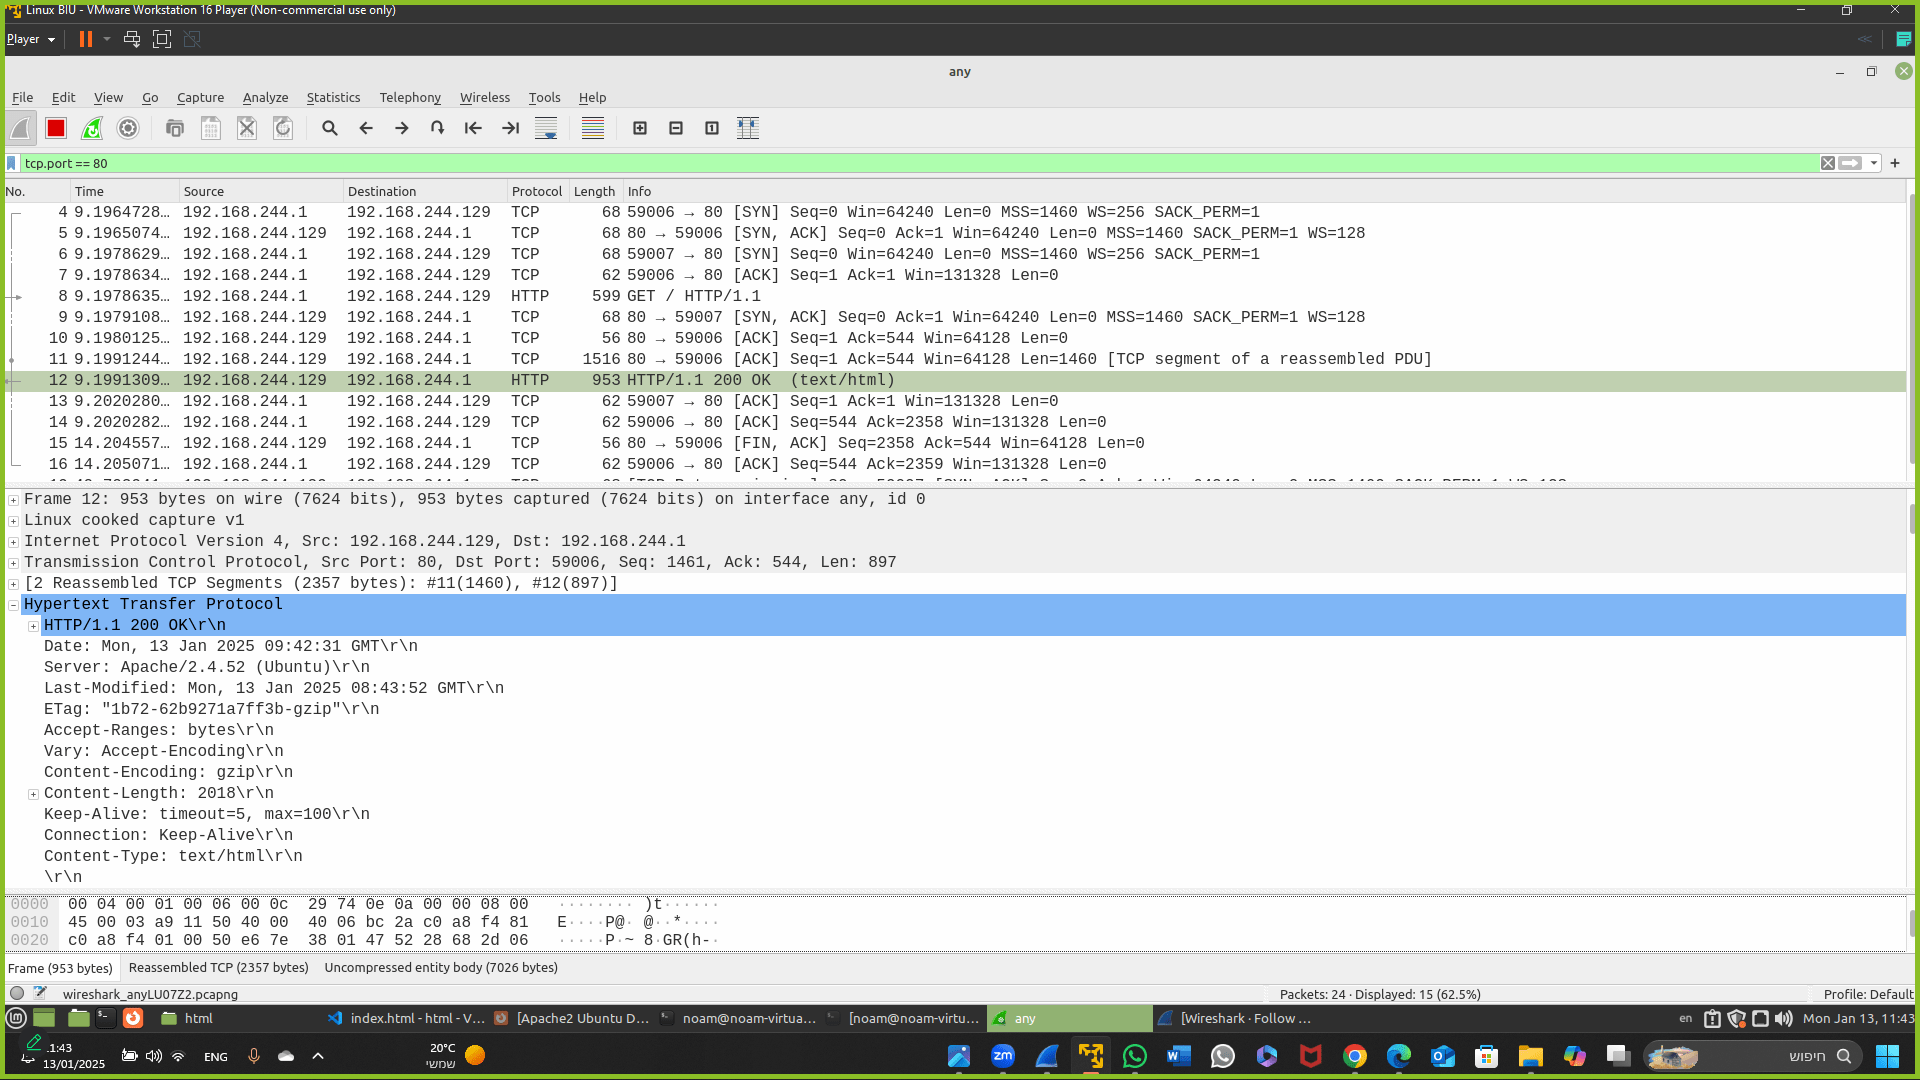 Linux BIU - VMware Workstation 16 Player (Non-commercial use only)
Player
any
File Edit View Go Capture Analyze Statistics Telephony Wireless Tools Help
tcp.port == 80
No. Time Source Destination Protocol Length Info
4 9.1964728… 192.168.244.1 192.168.244.129 TCP 68 59006 → 80 [SYN] Seq=0 Win=64240 Len=0 MSS=1460 WS=256 SACK_PERM=1
5 9.1965074… 192.168.244.129 192.168.244.1 TCP 68 80 → 59006 [SYN, ACK] Seq=0 Ack=1 Win=64240 Len=0 MSS=1460 SACK_PERM=1 WS=128
6 9.1978629… 192.168.244.1 192.168.244.129 TCP 68 59007 → 80 [SYN] Seq=0 Win=64240 Len=0 MSS=1460 WS=256 SACK_PERM=1
7 9.1978634… 192.168.244.1 192.168.244.129 TCP 62 59006 → 80 [ACK] Seq=1 Ack=1 Win=131328 Len=0
8 9.1978635… 192.168.244.1 192.168.244.129 HTTP 599 GET / HTTP/1.1
9 9.1979108… 192.168.244.129 192.168.244.1 TCP 68 80 → 59007 [SYN, ACK] Seq=0 Ack=1 Win=64240 Len=0 MSS=1460 SACK_PERM=1 WS=128
10 9.1980125… 192.168.244.129 192.168.244.1 TCP 56 80 → 59006 [ACK] Seq=1 Ack=544 Win=64128 Len=0
11 9.1991244… 192.168.244.129 192.168.244.1 TCP 1516 80 → 59006 [ACK] Seq=1 Ack=544 Win=64128 Len=1460 [TCP segment of a reassembled PDU]
12 9.1991309… 192.168.244.129 192.168.244.1 HTTP 953 HTTP/1.1 200 OK (text/html)
13 9.2020280… 192.168.244.1 192.168.244.129 TCP 62 59007 → 80 [ACK] Seq=1 Ack=1 Win=131328 Len=0
14 9.2020282… 192.168.244.1 192.168.244.129 TCP 62 59006 → 80 [ACK] Seq=544 Ack=2358 Win=131328 Len=0
15 14.204557… 192.168.244.129 192.168.244.1 TCP 56 80 → 59006 [FIN, ACK] Seq=2358 Ack=544 Win=64128 Len=0
16 14.205071… 192.168.244.1 192.168.244.129 TCP 62 59006 → 80 [ACK] Seq=544 Ack=2359 Win=131328 Len=0
Frame 12: 953 bytes on wire (7624 bits), 953 bytes captured (7624 bits) on interface any, id 0
Linux cooked capture v1
Internet Protocol Version 4, Src: 192.168.244.129, Dst: 192.168.244.1
Transmission Control Protocol, Src Port: 80, Dst Port: 59006, Seq: 1461, Ack: 544, Len: 897
[2 Reassembled TCP Segments (2357 bytes): #11(1460), #12(897)]
Hypertext Transfer Protocol
HTTP/1.1 200 OK\r\n
Date: Mon, 13 Jan 2025 09:42:31 GMT\r\n
Server: Apache/2.4.52 (Ubuntu)\r\n
Last-Modified: Mon, 13 Jan 2025 08:43:52 GMT\r\n
ETag: "1b72-62b9271a7ff3b-gzip"\r\n
Accept-Ranges: bytes\r\n
Vary: Accept-Encoding\r\n
Content-Encoding: gzip\r\n
Content-Length: 2018\r\n
Keep-Alive: timeout=5, max=100\r\n
Connection: Keep-Alive\r\n
Content-Type: text/html\r\n
\r\n
0000 00 04 00 01 00 06 00 0c 29 74 0e 0a 00 00 08 00 ········ )t······
0010 45 00 03 a9 11 50 40 00 40 06 bc 2a c0 a8 f4 81 E····P@· @··*····
0020 c0 a8 f4 01 00 50 e6 7e 38 01 47 52 28 68 2d 06 ·····P·~ 8·GR(h-·
Frame (953 bytes) Reassembled TCP (2357 bytes) Uncompressed entity body (7026 bytes)
wireshark_anyLU07Z2.pcapng Packets: 24 · Displayed: 15 (62.5%) Profile: Default
html index.html - html - V... [Apache2 Ubuntu D... noam@noam-virtua... [noam@noam-virtu... any [Wireshark · Follow ... en Mon Jan 13, 11:43
11:43
13/01/2025
ENG
20°C
שמשי
zm
חיפוש